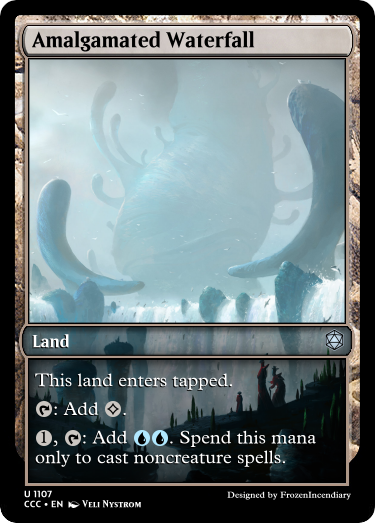 Amalgamated Waterfall
Land
This land enters tapped.
: Add .
1, : Add . Spend this mana
only to cast noncreature spells.
U 1107
CCC • EN Veli Nystrom
Designed by FrozenIncendiary